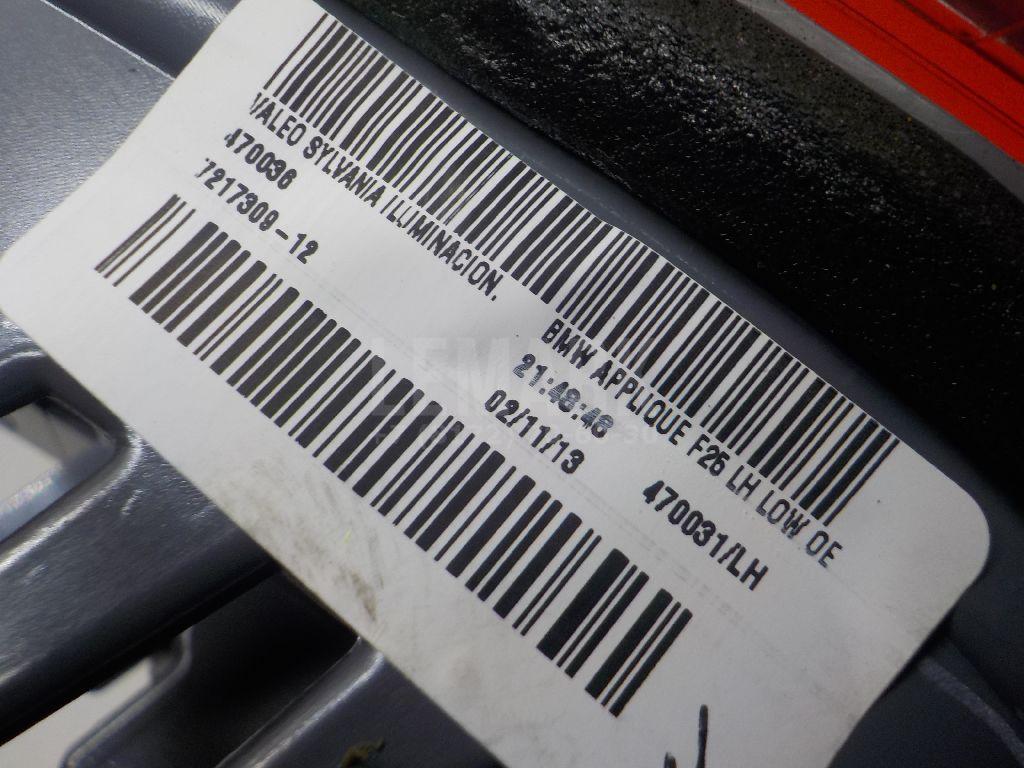 VALEO SYLVANIA ILUMINACION. BMW APPLIQUE F25 LH LOW OE
470036 21:48:46 470031/LH
7217309-12 02/11/13